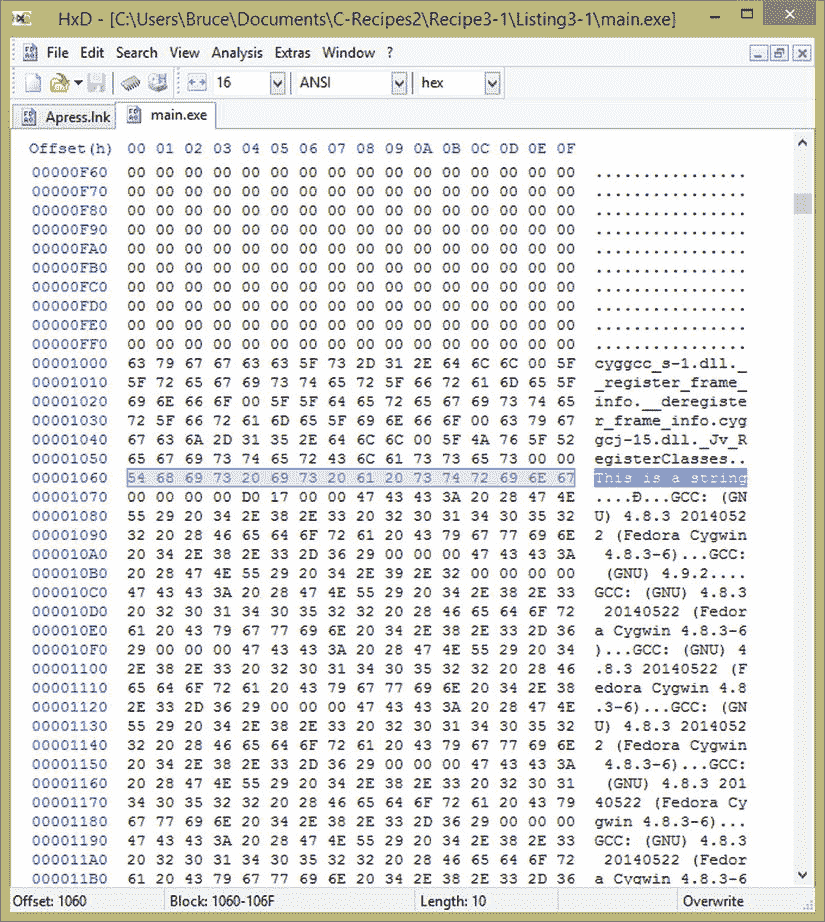 HxD - [C:\Users\Bruce\Documents\C-Recipes2\Recipe3-1\Listing3-1\main.exe]
File Edit Search View Analysis Extras Window ?
16 ANSI hex
Apress.lnk main.exe
Offset(h) 00 01 02 03 04 05 06 07 08 09 0A 0B 0C 0D 0E 0F
00000F60 00 00 00 00 00 00 00 00 00 00 00 00 00 00 00 00 ................
00000F70 00 00 00 00 00 00 00 00 00 00 00 00 00 00 00 00 ................
00000F80 00 00 00 00 00 00 00 00 00 00 00 00 00 00 00 00 ................
00000F90 00 00 00 00 00 00 00 00 00 00 00 00 00 00 00 00 ................
00000FA0 00 00 00 00 00 00 00 00 00 00 00 00 00 00 00 00 ................
00000FB0 00 00 00 00 00 00 00 00 00 00 00 00 00 00 00 00 ................
00000FC0 00 00 00 00 00 00 00 00 00 00 00 00 00 00 00 00 ................
00000FD0 00 00 00 00 00 00 00 00 00 00 00 00 00 00 00 00 ................
00000FE0 00 00 00 00 00 00 00 00 00 00 00 00 00 00 00 00 ................
00000FF0 00 00 00 00 00 00 00 00 00 00 00 00 00 00 00 00 ................
00001000 63 79 67 67 63 63 5F 73 2D 31 2E 64 6C 6C 00 5F cyggcc_s-1.dll._
00001010 5F 72 65 67 69 73 74 65 72 5F 66 72 61 6D 65 5F _register_frame_
00001020 69 6E 66 6F 00 5F 5F 64 65 72 65 67 69 73 74 65 info.__deregiste
00001030 72 5F 66 72 61 6D 65 5F 69 6E 66 6F 00 63 79 67 r_frame_info.cyg
00001040 67 63 6A 2D 31 35 2E 64 6C 6C 00 5F 4A 76 5F 52 gcj-15.dll._Jv_R
00001050 65 67 69 73 74 65 72 43 6C 61 73 73 65 73 00 00 egisterClasses..
00001060 54 68 69 73 20 69 73 20 61 20 73 74 72 69 6E 67 This is a string
00001070 00 00 00 00 D0 17 00 00 47 43 43 3A 20 28 47 4E ....Ð...GCC: (GN
00001080 55 29 20 34 2E 38 2E 33 20 32 30 31 34 30 35 32 U) 4.8.3 2014052
00001090 32 20 28 46 65 64 6F 72 61 20 43 79 67 77 69 6E 2 (Fedora Cygwin
000010A0 20 34 2E 38 2E 33 2D 36 29 00 00 00 47 43 43 3A  4.8.3-6)...GCC:
000010B0 20 28 47 4E 55 29 20 34 2E 39 2E 32 00 00 00 00  (GNU) 4.9.2....
000010C0 47 43 43 3A 20 28 47 4E 55 29 20 34 2E 38 2E 33 GCC: (GNU) 4.8.3
000010D0 20 32 30 31 34 30 35 32 32 20 28 46 65 64 6F 72  20140522 (Fedor
000010E0 61 20 43 79 67 77 69 6E 20 34 2E 38 2E 33 2D 36 a Cygwin 4.8.3-6
000010F0 29 00 00 00 47 43 43 3A 20 28 47 4E 55 29 20 34 )...GCC: (GNU) 4
00001100 2E 38 2E 33 20 32 30 31 34 30 35 32 32 20 28 46 .8.3 20140522 (F
00001110 65 64 6F 72 61 20 43 79 67 77 69 6E 20 34 2E 38 edora Cygwin 4.8
00001120 2E 33 2D 36 29 00 00 00 47 43 43 3A 20 28 47 4E .3-6)...GCC: (GN
00001130 55 29 20 34 2E 38 2E 33 20 32 30 31 34 30 35 32 U) 4.8.3 2014052
00001140 32 20 28 46 65 64 6F 72 61 20 43 79 67 77 69 6E 2 (Fedora Cygwin
00001150 20 34 2E 38 2E 33 2D 36 29 00 00 00 47 43 43 3A  4.8.3-6)...GCC:
00001160 20 28 47 4E 55 29 20 34 2E 38 2E 33 20 32 30 31  (GNU) 4.8.3 201
00001170 34 30 35 32 32 20 28 46 65 64 6F 72 61 20 43 79 40522 (Fedora Cy
00001180 67 77 69 6E 20 34 2E 38 2E 33 2D 36 29 00 00 00 gwin 4.8.3-6)...
00001190 47 43 43 3A 20 28 47 4E 55 29 20 34 2E 38 2E 33 GCC: (GNU) 4.8.3
000011A0 20 32 30 31 34 30 35 32 32 20 28 46 65 64 6F 72  20140522 (Fedor
000011B0 61 20 43 79 67 77 69 6E 20 34 2E 38 2E 33 2D 36 a Cygwin 4.8.3-6
Offset: 1060 Block: 1060-106F Length: 10 Overwrite